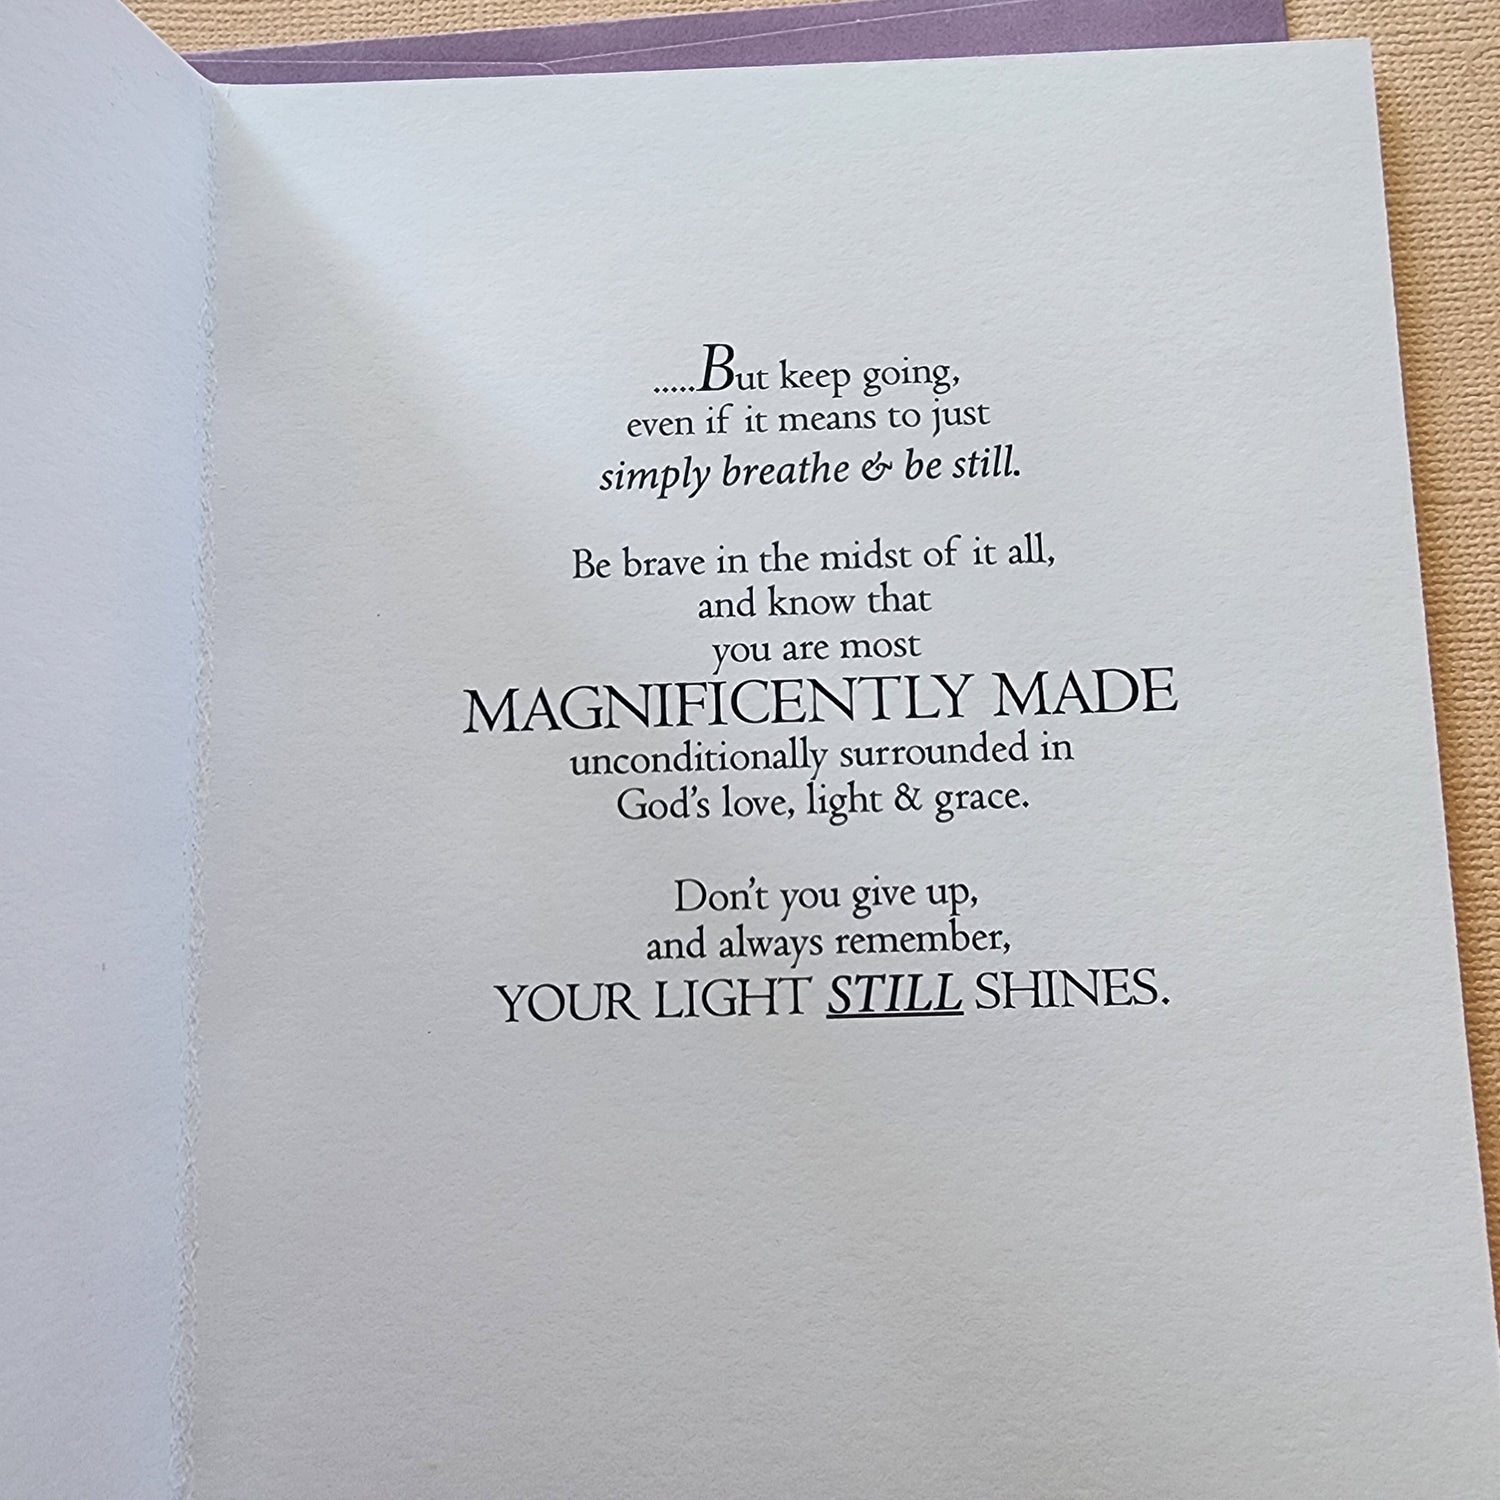 .....But keep going,
even if it means to just
simply breathe & be still.
Be brave in the midst of it all,
and know that
you are most
MAGNIFICENTLY MADE
unconditionally surrounded in
God's love, light & grace.
Don't you give up,
and always remember,
YOUR LIGHT STILL SHINES.